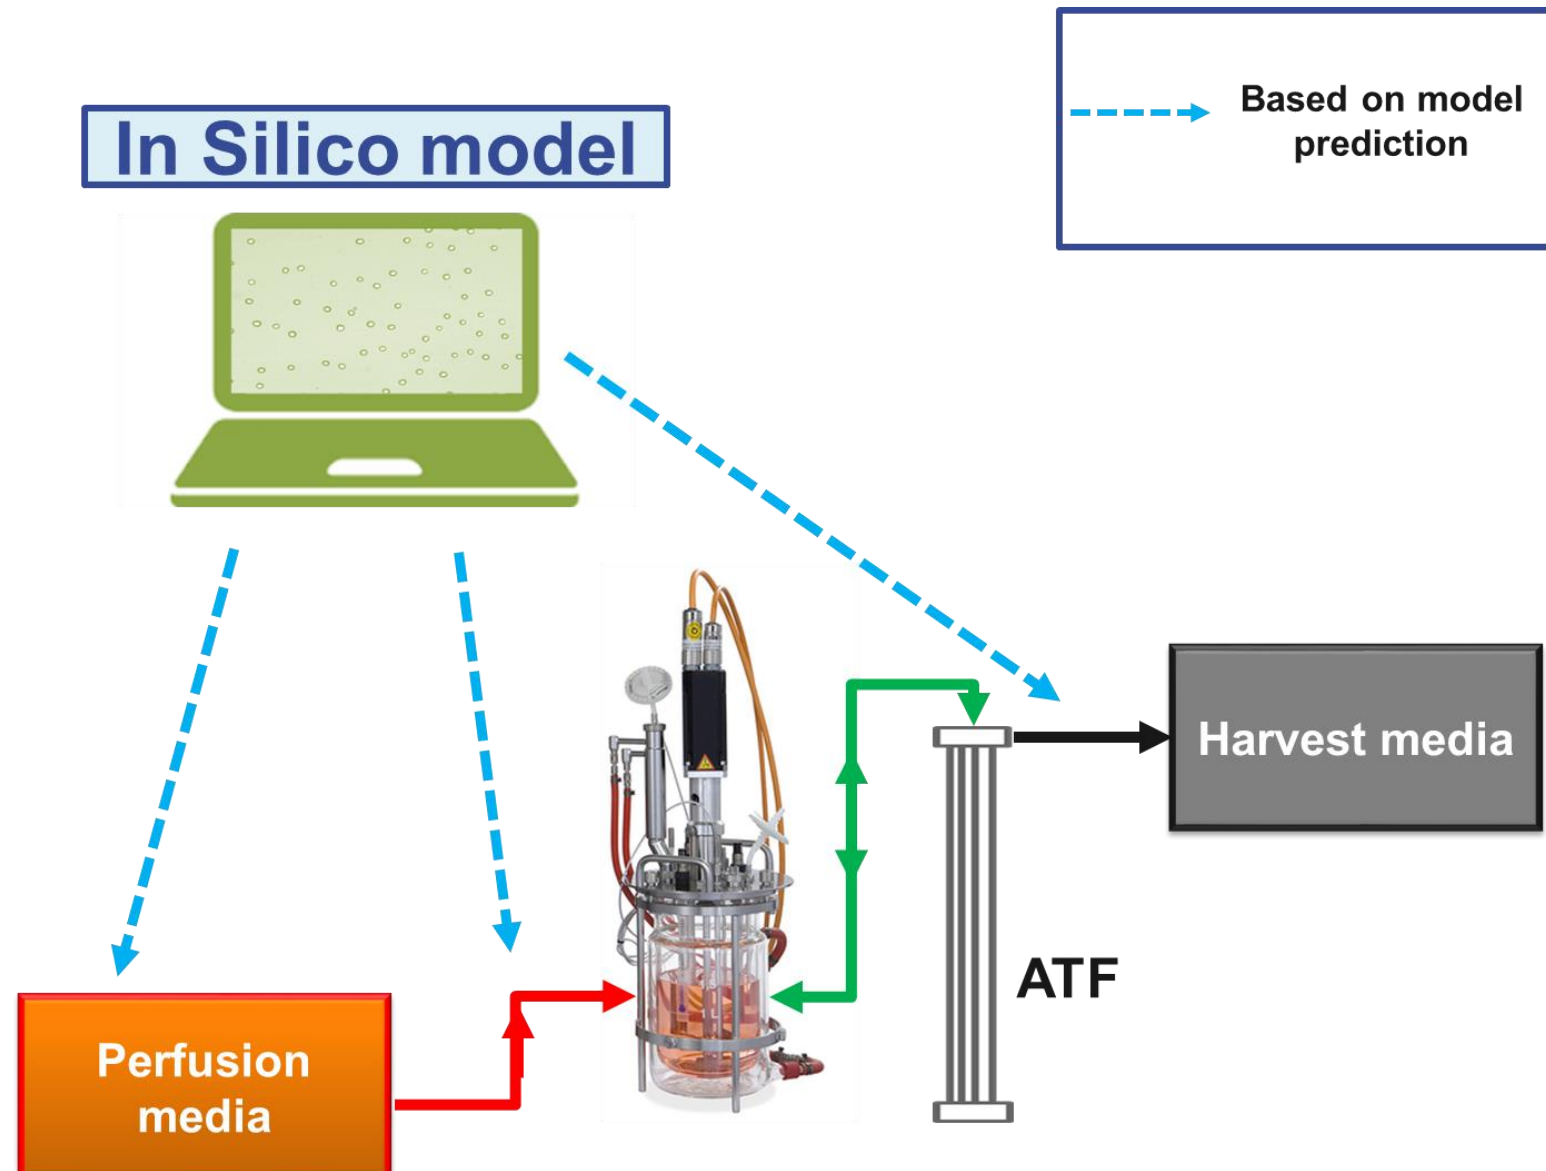 In Silico model
Based on model
prediction
Harvest media
ATF
Perfusion
media